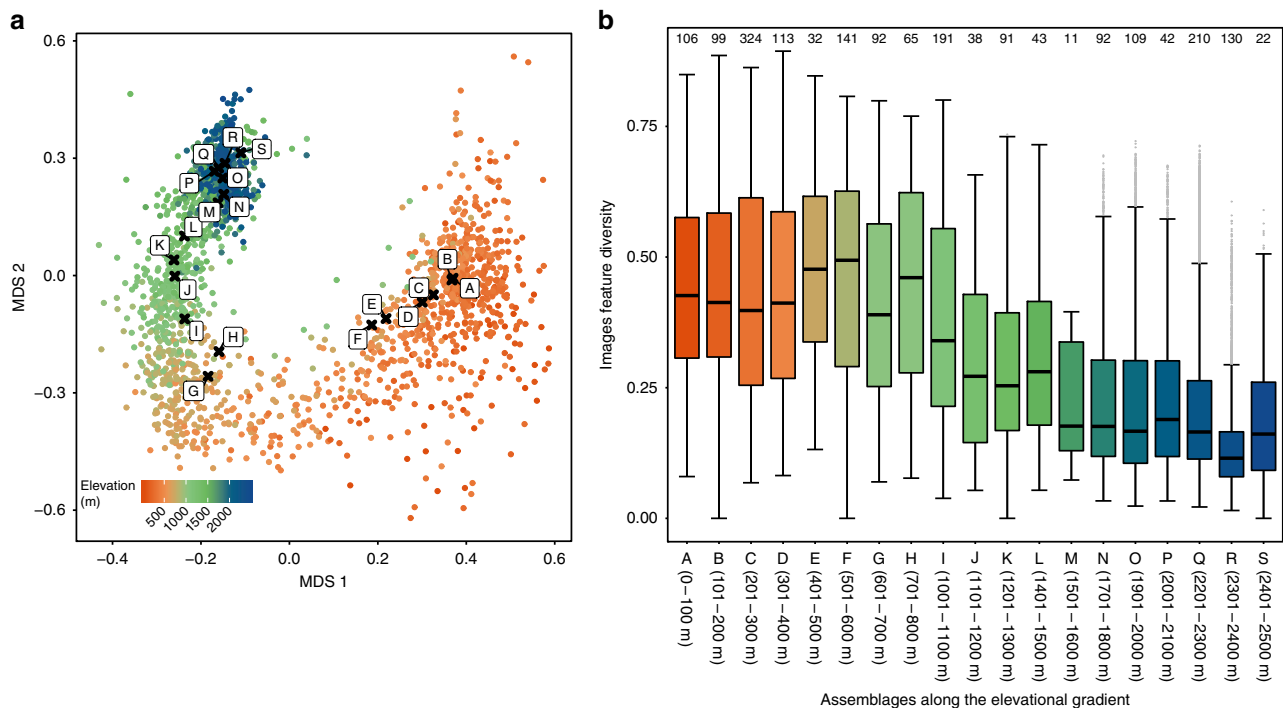 a
0.6
0.3
0.0
−0.3
−0.6
MDS 2
R
Q
S
P
O
M
N
L
K
J
I
H
G
B
C
A
E
D
F
Elevation
(m)
500
1000
1500
2000
−0.4
−0.2
0.0
0.2
0.4
0.6
MDS 1
b
106 99 324 113 32 141 92 65 191 38 91 43 11 92 109 42 210 130 22
0.75
0.50
0.25
0.00
Images feature diversity
A (0−100 m)
B (101−200 m)
C (201−300 m)
D (301−400 m)
E (401−500 m)
F (501−600 m)
G (601−700 m)
H (701−800 m)
I (1001−1100 m)
J (1101−1200 m)
K (1201−1300 m)
L (1401−1500 m)
M (1501−1600 m)
N (1701−1800 m)
O (1901−2000 m)
P (2001−2100 m)
Q (2201−2300 m)
R (2301−2400 m)
S (2401−2500 m)
Assemblages along the elevational gradient